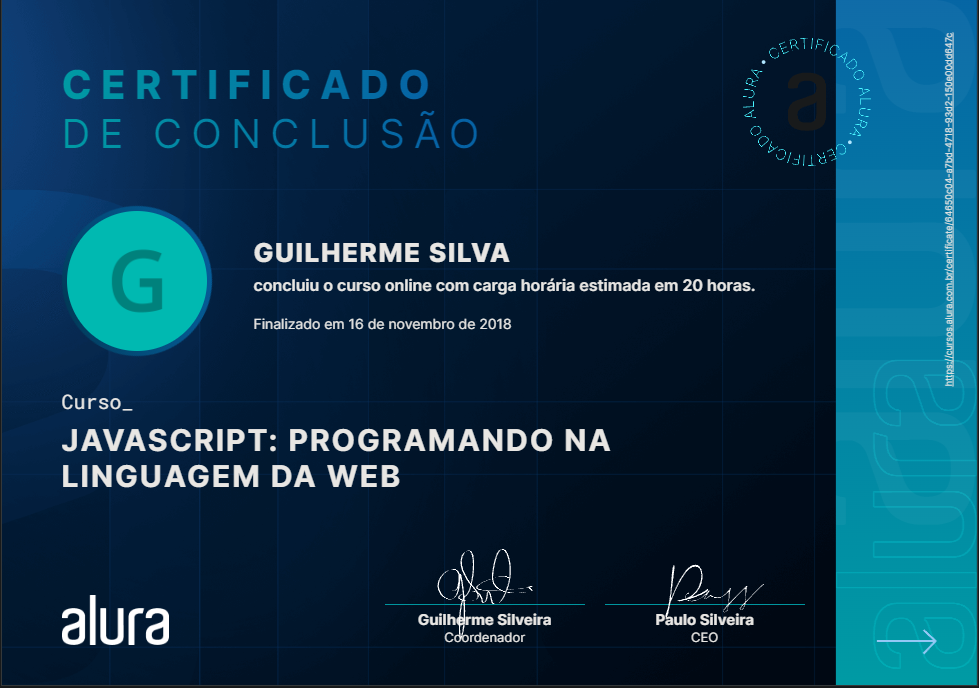 CERTIFICADO
DE CONCLUSÃO
CERTIFICADO ALURA • CERTIFICADO ALURA •
a
https://cursos.alura.com.br/certificate/64650c04-a7bd-4718-93d2-150e00dd647c
G
GUILHERME SILVA
concluiu o curso online com carga horária estimada em 20 horas.
Finalizado em 16 de novembro de 2018
Curso_
JAVASCRIPT: PROGRAMANDO NA
LINGUAGEM DA WEB
alura
Guilherme Silveira
Coordenador
Paulo Silveira
CEO
alura